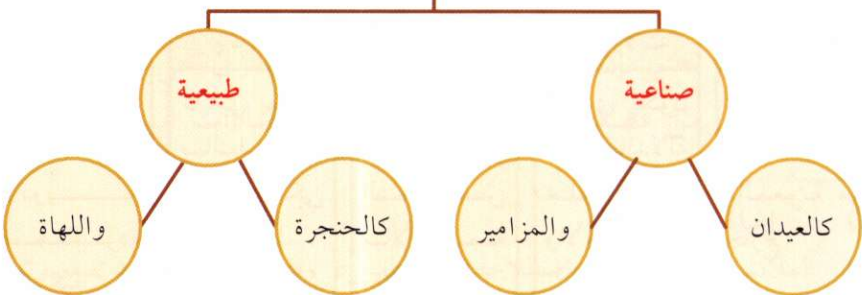 صناعية
طبيعية
كالعيدان
والمزامير
كالحنجرة
واللهاة